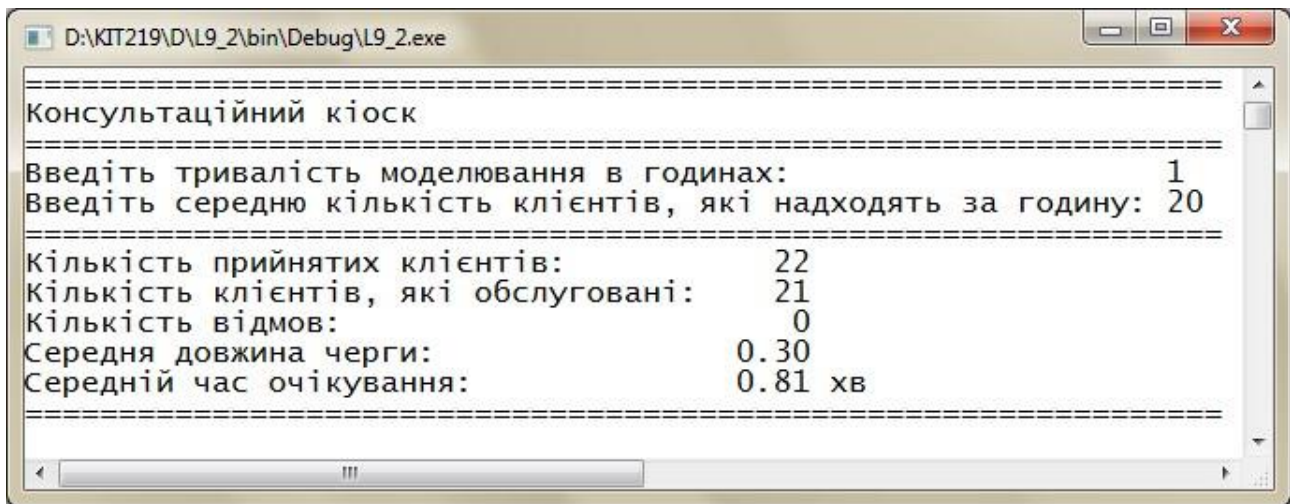 D:\KIT219\D\L9_2\bin\Debug\L9_2.exe
================================================================
Консультаційний кіоск
================================================================
Введіть тривалість моделювання в годинах: 1
Введіть середню кількість клієнтів, які надходять за годину: 20
================================================================
Кількість прийнятих клієнтів: 22
Кількість клієнтів, які обслуговані: 21
Кількість відмов: 0
Середня довжина черги: 0.30
Середній час очікування: 0.81 хв
================================================================